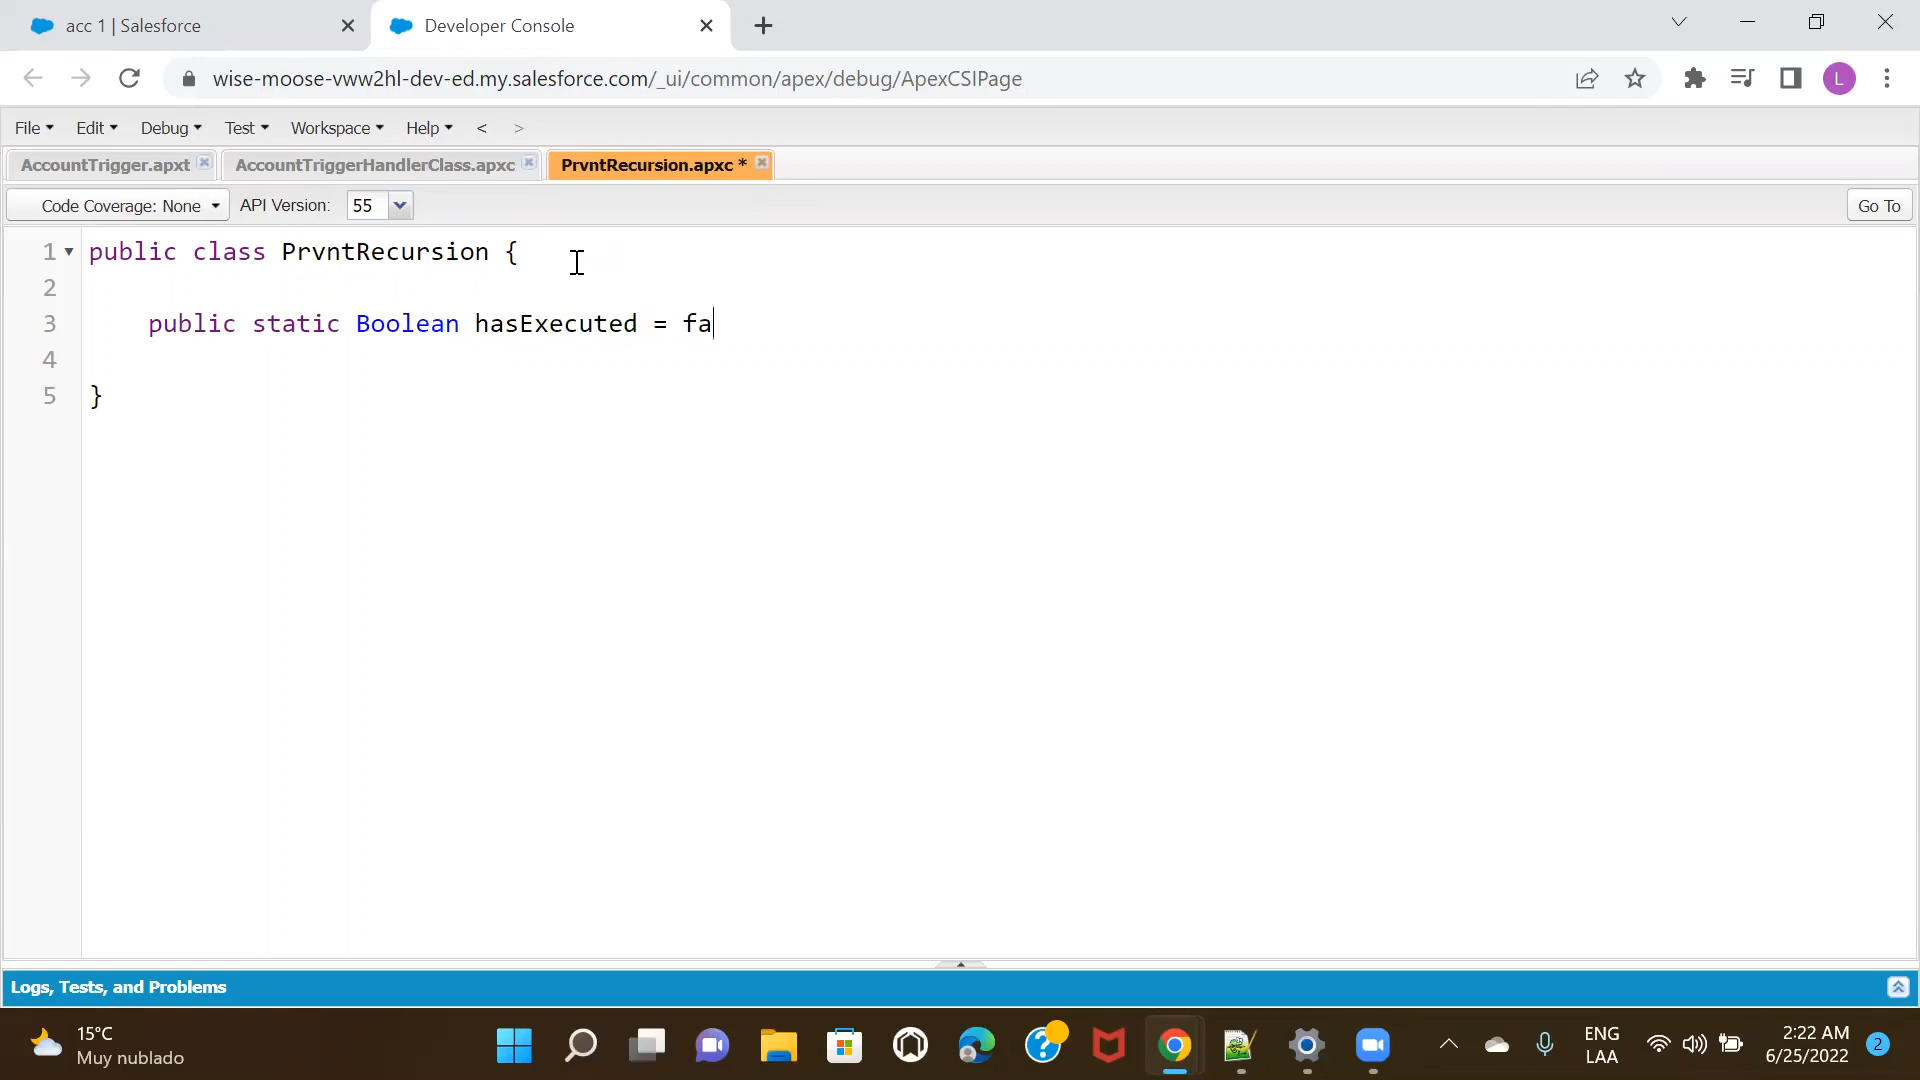 acc 1 | Salesforce
Developer Console
wise-moose-vww2hl-dev-ed.my.salesforce.com/_ui/common/apex/debug/ApexCSIPage
L
File Edit Debug Test Workspace Help < >
AccountTrigger.apxt
AccountTriggerHandlerClass.apxc
PrvntRecursion.apxc *
Code Coverage: None API Version: 55 Go To
1 public class PrvntRecursion {
2
3 public static Boolean hasExecuted = fa
4
5 }
Logs, Tests, and Problems
15°C
Muy nublado
ENG
LAA
2:22 AM
6/25/2022
2